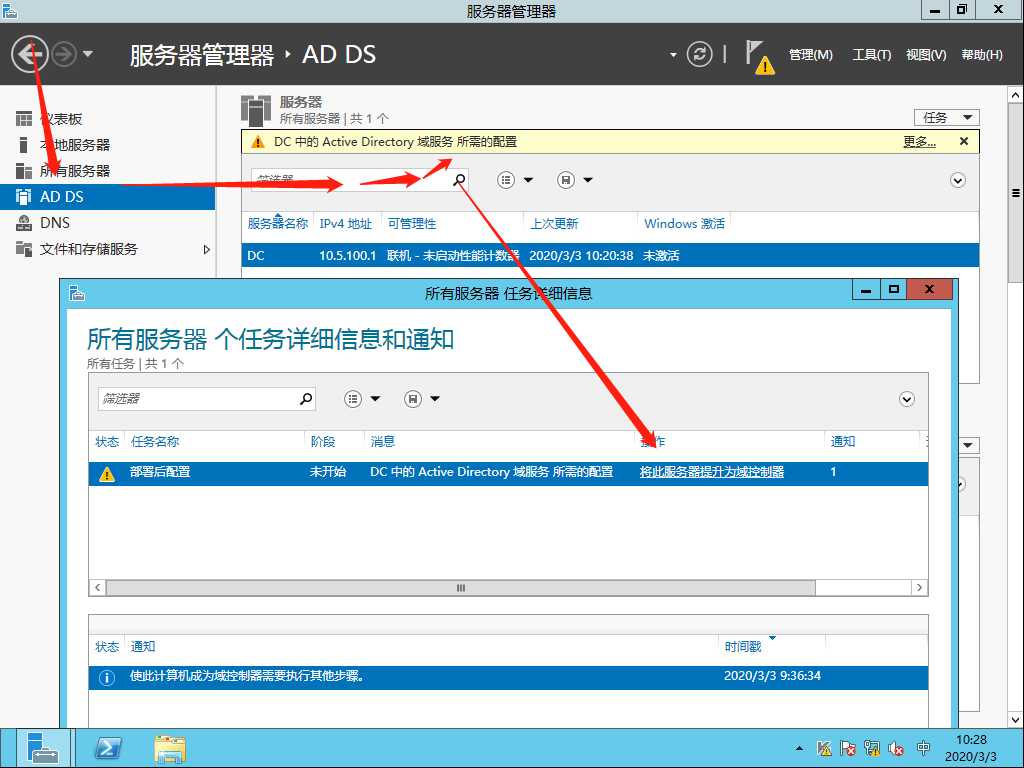 服务器管理器
服务器管理器 · AD DS
管理(M) 工具(T) 视图(V) 帮助(H)
仪表板
本地服务器
所有服务器
AD DS
DNS
文件和存储服务
服务器
所有服务器 | 共 1 个
任务
DC 中的 Active Directory 域服务 所需的配置 更多...
筛选器
服务器名称 IPv4 地址 可管理性 上次更新 Windows 激活
DC 10.5.100.1 联机 - 未启动性能计数器 2020/3/3 10:20:38 未激活
所有服务器 任务详细信息
所有服务器 个任务详细信息和通知
所有任务 | 共 1 个
筛选器
状态 任务名称 阶段 消息 操作 通知
部署后配置 未开始 DC 中的 Active Directory 域服务 所需的配置 将此服务器提升为域控制器 1
状态 通知 时间戳
使此计算机成为域控制器需要执行其他步骤。 2020/3/3 9:36:34
中
10:28
2020/3/3